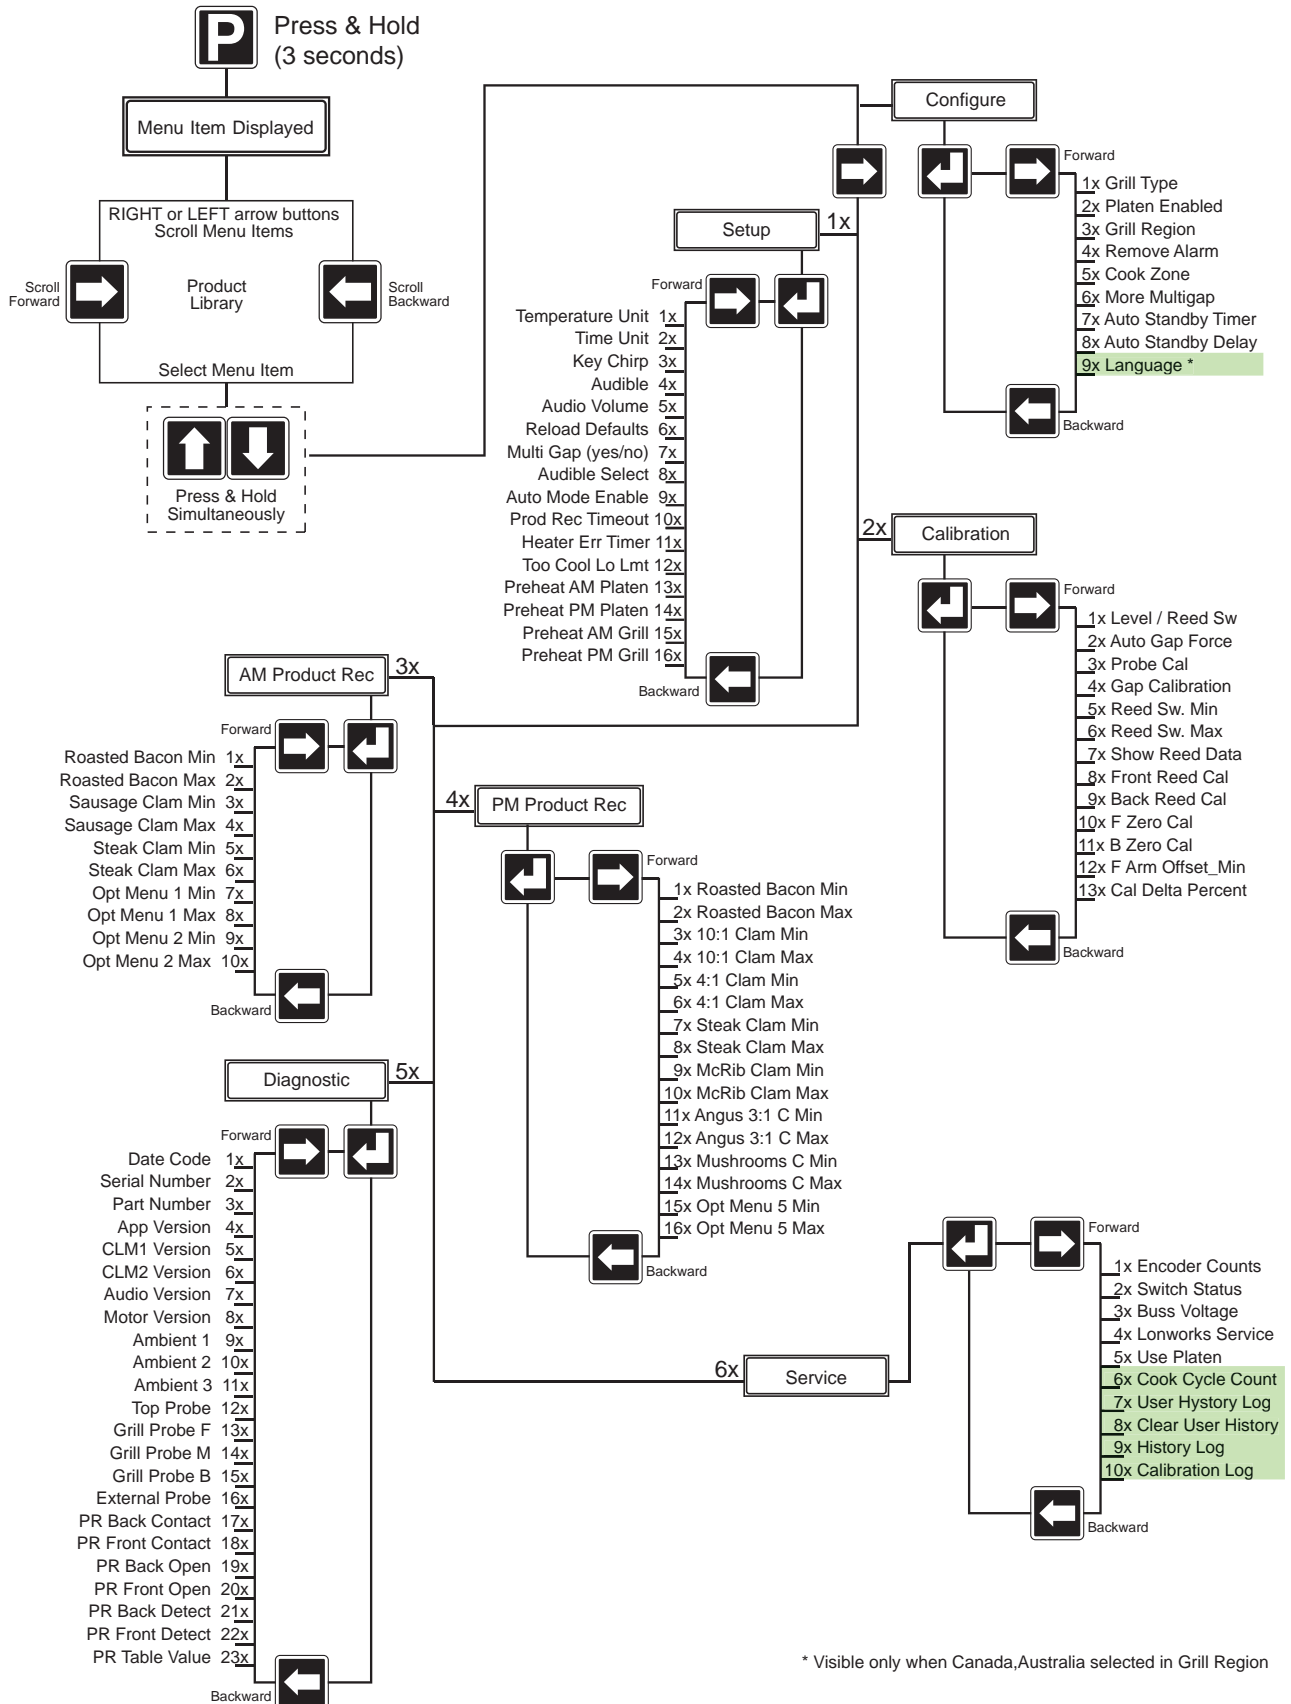 P
Press & Hold
(3 seconds)
Menu Item Displayed
RIGHT or LEFT arrow buttons
Scroll Menu Items
Scroll
Forward
Product
Library
Scroll
Backward
Select Menu Item
Press & Hold
Simultaneously
Configure
Forward
1x Grill Type
2x Platen Enabled
3x Grill Region
4x Remove Alarm
5x Cook Zone
6x More Multigap
7x Auto Standby Timer
8x Auto Standby Delay
9x Language *
Backward
Setup
1x
Forward
Temperature Unit 1x
Time Unit 2x
Key Chirp 3x
Audible 4x
Audio Volume 5x
Reload Defaults 6x
Multi Gap (yes/no) 7x
Audible Select 8x
Auto Mode Enable 9x
Prod Rec Timeout 10x
Heater Err Timer 11x
Too Cool Lo Lmt 12x
Preheat AM Platen 13x
Preheat PM Platen 14x
Preheat AM Grill 15x
Preheat PM Grill 16x
Backward
2x
Calibration
Forward
1x Level / Reed Sw
2x Auto Gap Force
3x Probe Cal
4x Gap Calibration
5x Reed Sw. Min
6x Reed Sw. Max
7x Show Reed Data
8x Front Reed Cal
9x Back Reed Cal
10x F Zero Cal
11x B Zero Cal
12x F Arm Offset_Min
13x Cal Delta Percent
Backward
AM Product Rec
3x
Forward
Roasted Bacon Min 1x
Roasted Bacon Max 2x
Sausage Clam Min 3x
Sausage Clam Max 4x
Steak Clam Min 5x
Steak Clam Max 6x
Opt Menu 1 Min 7x
Opt Menu 1 Max 8x
Opt Menu 2 Min 9x
Opt Menu 2 Max 10x
Backward
4x
PM Product Rec
Forward
1x Roasted Bacon Min
2x Roasted Bacon Max
3x 10:1 Clam Min
4x 10:1 Clam Max
5x 4:1 Clam Min
6x 4:1 Clam Max
7x Steak Clam Min
8x Steak Clam Max
9x McRib Clam Min
10x McRib Clam Max
11x Angus 3:1 C Min
12x Angus 3:1 C Max
13x Mushrooms C Min
14x Mushrooms C Max
15x Opt Menu 5 Min
16x Opt Menu 5 Max
Backward
Diagnostic
5x
Forward
Date Code 1x
Serial Number 2x
Part Number 3x
App Version 4x
CLM1 Version 5x
CLM2 Version 6x
Audio Version 7x
Motor Version 8x
Ambient 1 9x
Ambient 2 10x
Ambient 3 11x
Top Probe 12x
Grill Probe F 13x
Grill Probe M 14x
Grill Probe B 15x
External Probe 16x
PR Back Contact 17x
PR Front Contact 18x
PR Back Open 19x
PR Front Open 20x
PR Back Detect 21x
PR Front Detect 22x
PR Table Value 23x
Backward
6x
Service
Forward
1x Encoder Counts
2x Switch Status
3x Buss Voltage
4x Lonworks Service
5x Use Platen
6x Cook Cycle Count
7x User Hystory Log
8x Clear User History
9x History Log
10x Calibration Log
Backward
* Visible only when Canada,Australia selected in Grill Region